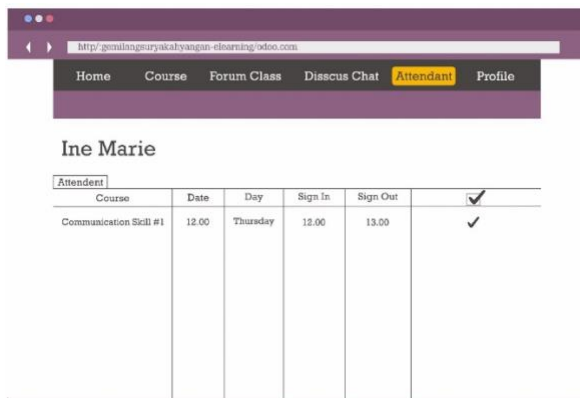 http/:gemilangsuryakahyangan-elearning/odoo.com
Home Course Forum Class Disscus Chat Attendant Profile
Ine Marie
Attendent
Course Date Day Sign In Sign Out
Communication Skill #1 12.00 Thursday 12.00 13.00